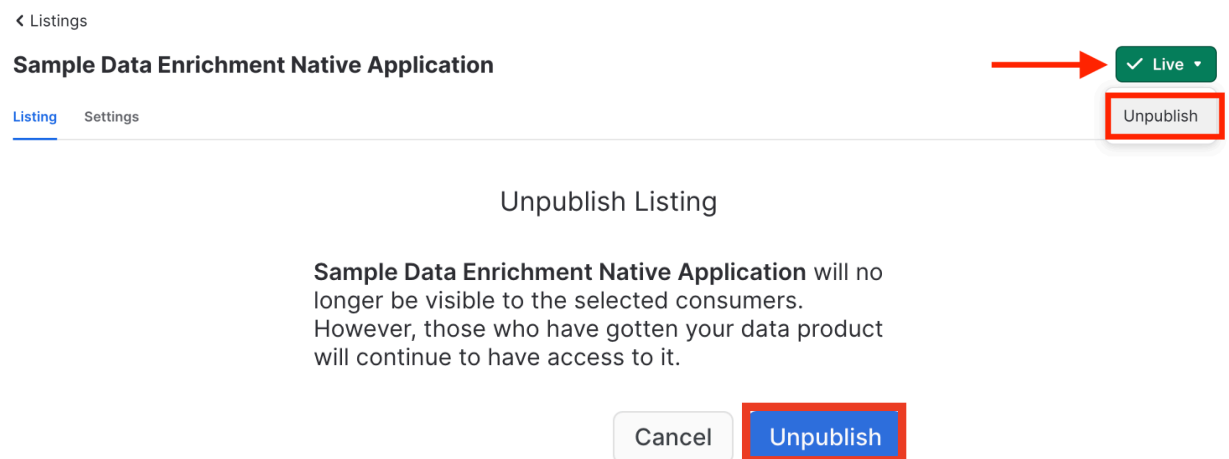 Listings
Sample Data Enrichment Native Application
Live
Listing Settings
Unpublish
Unpublish Listing
Sample Data Enrichment Native Application will no
longer be visible to the selected consumers.
However, those who have gotten your data product
will continue to have access to it.
Cancel Unpublish